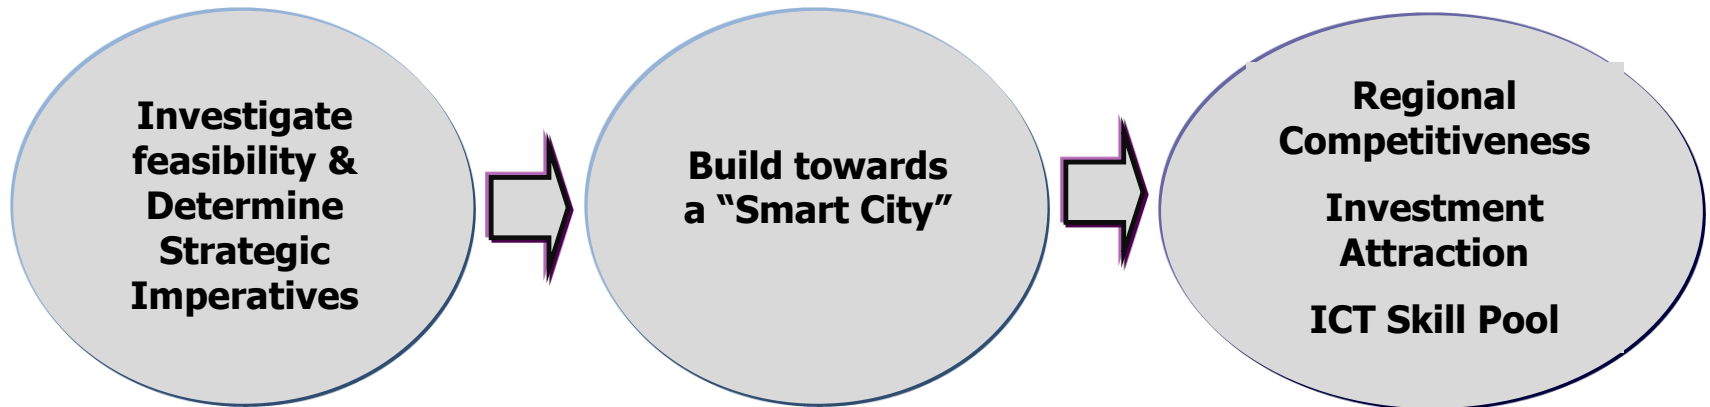 Investigate
feasibility &
Determine
Strategic
Imperatives
Build towards
a “Smart City”
Regional
Competitiveness
Investment
Attraction
ICT Skill Pool